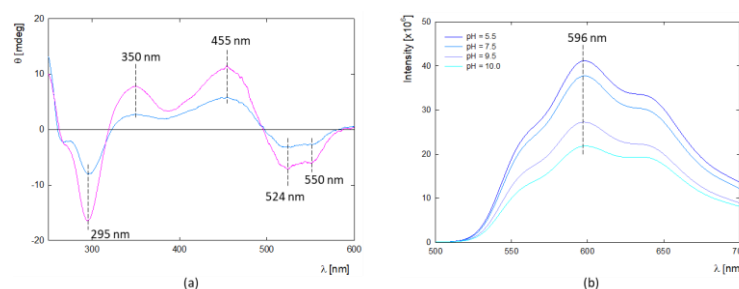 θ [mdeg]
20
10
0
-10
-20
350 nm
455 nm
295 nm
524 nm
550 nm
300
400
500
600
λ [nm]
(a)
Intensity [x10⁶]
50
40
30
20
10
0
pH = 5.5
pH = 7.5
pH = 9.5
pH = 10.0
596 nm
500
550
600
650
700
λ [nm]
(b)